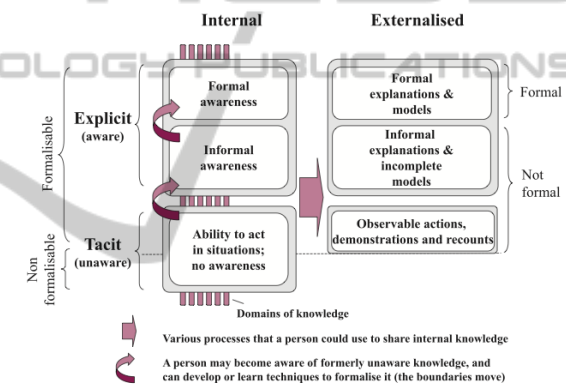 Internal
Externalised
OLOGY PUBLICATIONS
Formalisable
Non
formalisable
Explicit
(aware)
Tacit
(unaware)
Formal
awareness
Informal
awareness
Ability to act
in situations;
no awareness
Formal
explanations &
models
Informal
explanations &
incomplete
models
Observable actions,
demonstrations and recounts
Formal
Not
formal
Domains of knowledge
Various processes that a person could use to share internal knowledge
A person may become aware of formerly unaware knowledge, and
can develop or learn techniques to formalise it (the boundaries move)